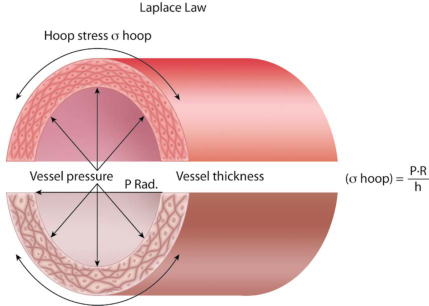 Laplace Law
Hoop stress σ hoop
Vessel pressure
P Rad.
Vessel thickness
(σ hoop) = P·R
h